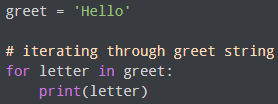 greet = 'Hello'
# iterating through greet string
for letter in greet:
    print(letter)